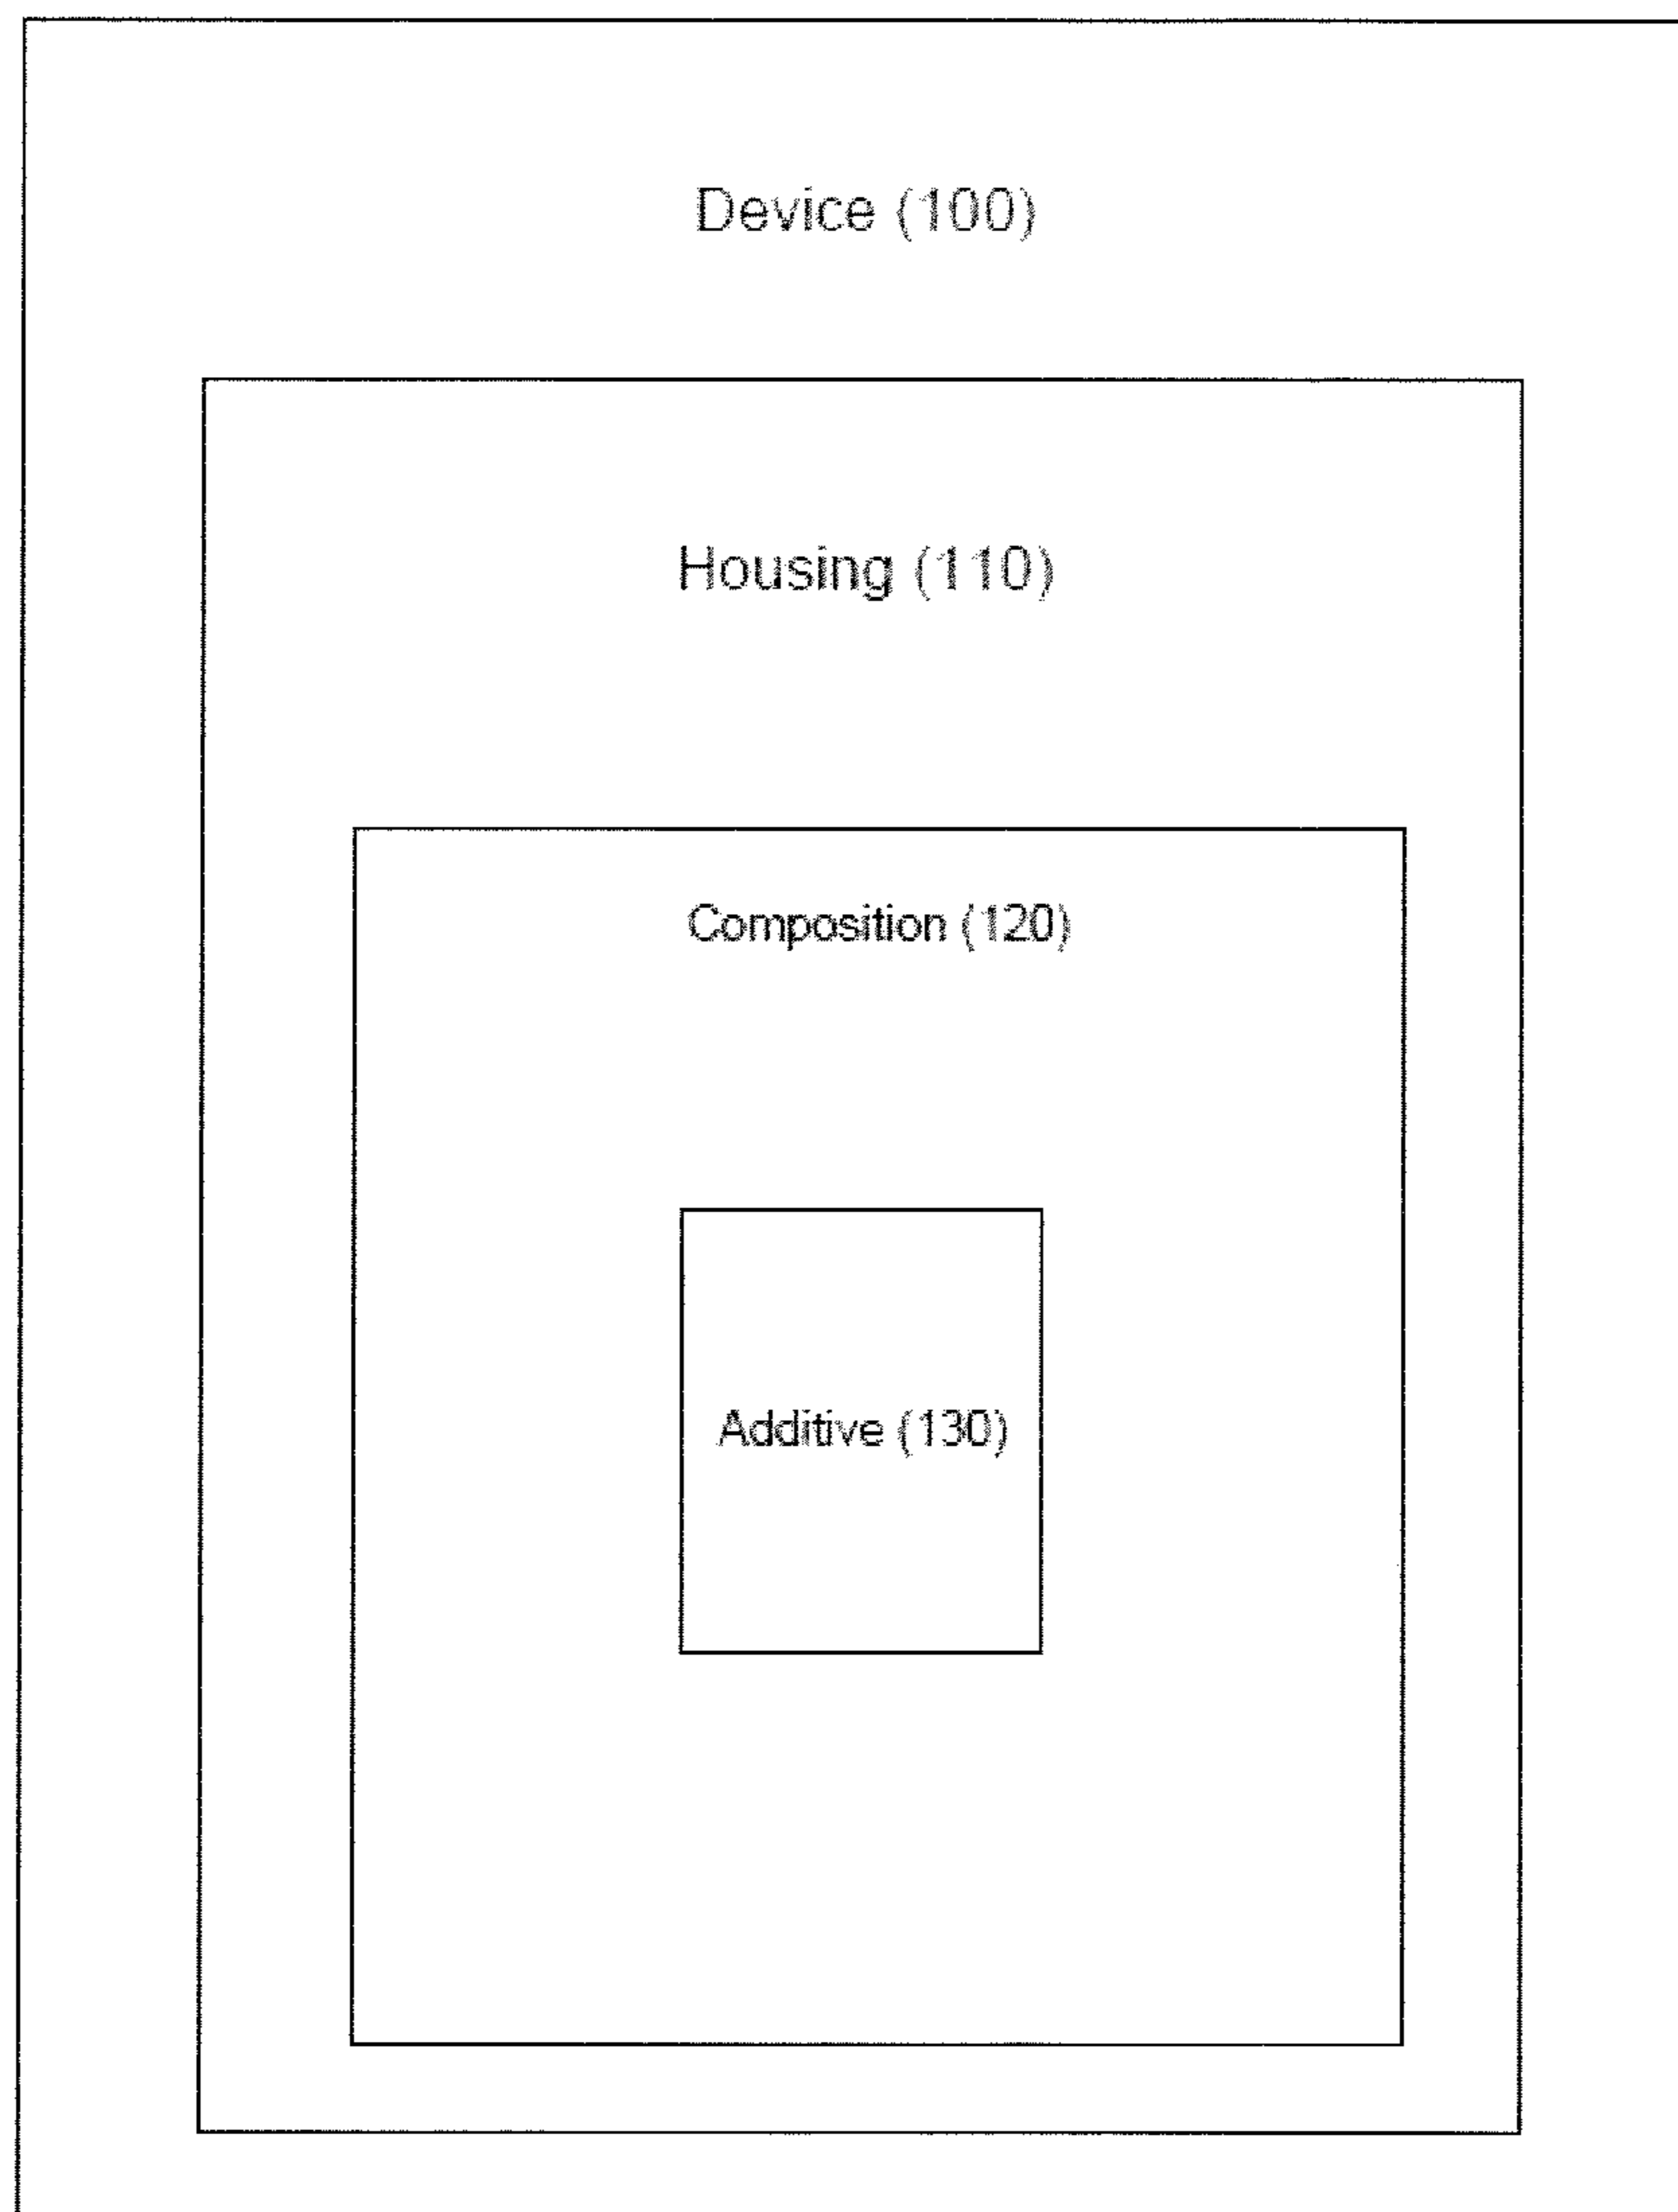 Device (100)
Housing (110)
Composition (120)
Additive (130)